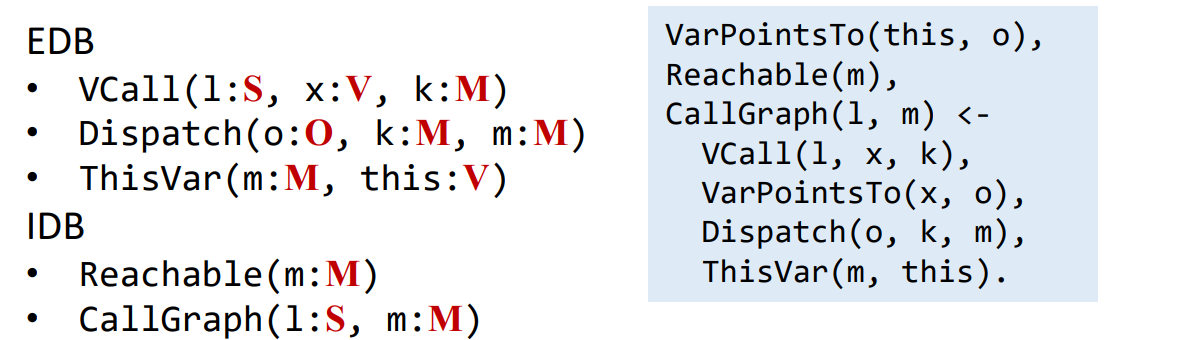 EDB
• VCall(l:S, x:V, k:M)
• Dispatch(o:O, k:M, m:M)
• ThisVar(m:M, this:V)
IDB
• Reachable(m:M)
• CallGraph(l:S, m:M)
VarPointsTo(this, o),
Reachable(m),
CallGraph(l, m) <-
  VCall(l, x, k),
  VarPointsTo(x, o),
  Dispatch(o, k, m),
  ThisVar(m, this).